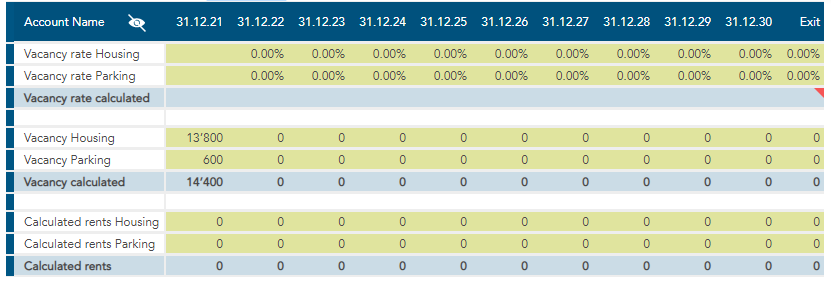 Account Name 31.12.21 31.12.22 31.12.23 31.12.24 31.12.25 31.12.26 31.12.27 31.12.28 31.12.29 31.12.30 Exit
Vacancy rate Housing 0.00% 0.00% 0.00% 0.00% 0.00% 0.00% 0.00% 0.00% 0.00% 0.00%
Vacancy rate Parking 0.00% 0.00% 0.00% 0.00% 0.00% 0.00% 0.00% 0.00% 0.00% 0.00%
Vacancy rate calculated
Vacancy Housing 13'800 0 0 0 0 0 0 0 0 0 0
Vacancy Parking 600 0 0 0 0 0 0 0 0 0 0
Vacancy calculated 14'400 0 0 0 0 0 0 0 0 0 0
Calculated rents Housing 0 0 0 0 0 0 0 0 0 0 0
Calculated rents Parking 0 0 0 0 0 0 0 0 0 0 0
Calculated rents 0 0 0 0 0 0 0 0 0 0 0